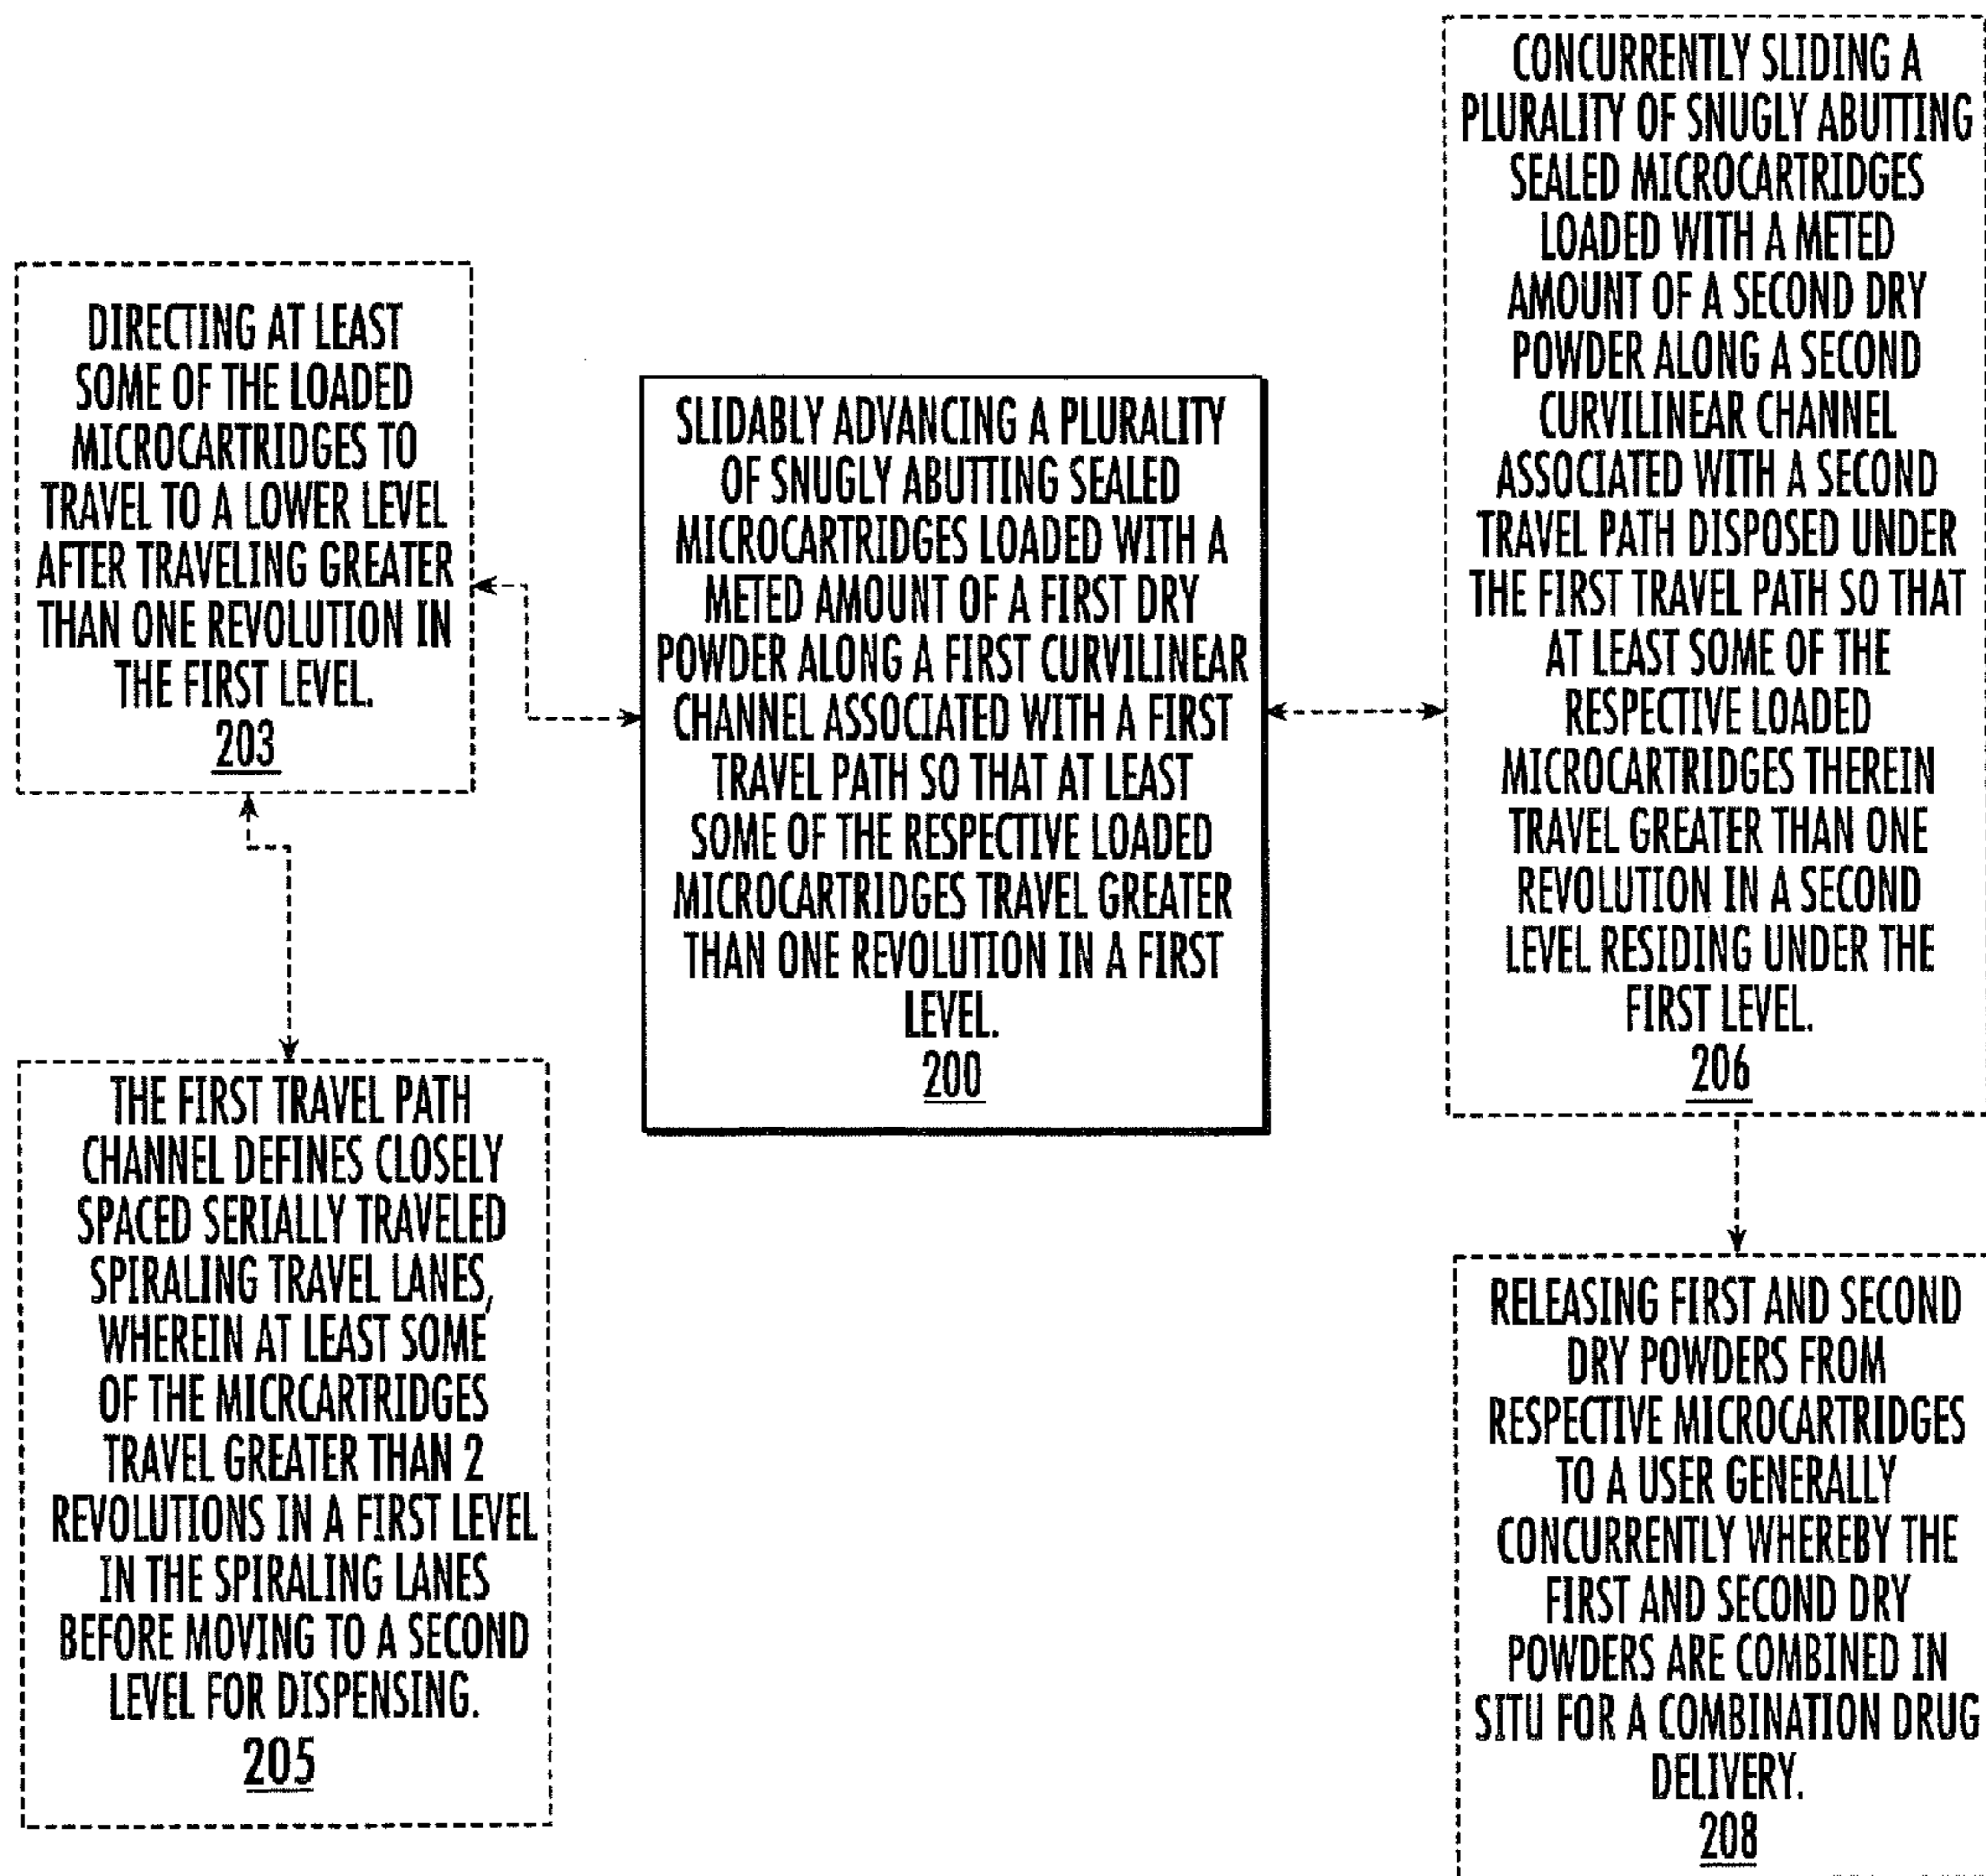 DIRECTING AT LEAST
SOME OF THE LOADED
MICROCARTRIDGES TO
TRAVEL TO A LOWER LEVEL
AFTER TRAVELING GREATER
THAN ONE REVOLUTION IN
THE FIRST LEVEL.
203
THE FIRST TRAVEL PATH
CHANNEL DEFINES CLOSELY
SPACED SERIALLY TRAVELED
SPIRALING TRAVEL LANES,
WHEREIN AT LEAST SOME
OF THE MICRCARTRIDGES
TRAVEL GREATER THAN 2
REVOLUTIONS IN A FIRST LEVEL
IN THE SPIRALING LANES
BEFORE MOVING TO A SECOND
LEVEL FOR DISPENSING.
205
SLIDABLY ADVANCING A PLURALITY
OF SNUGLY ABUTTING SEALED
MICROCARTRIDGES LOADED WITH A
METED AMOUNT OF A FIRST DRY
POWDER ALONG A FIRST CURVILINEAR
CHANNEL ASSOCIATED WITH A FIRST
TRAVEL PATH SO THAT AT LEAST
SOME OF THE RESPECTIVE LOADED
MICROCARTRIDGES TRAVEL GREATER
THAN ONE REVOLUTION IN A FIRST
LEVEL.
200
CONCURRENTLY SLIDING A
PLURALITY OF SNUGLY ABUTTING
SEALED MICROCARTRIDGES
LOADED WITH A METED
AMOUNT OF A SECOND DRY
POWDER ALONG A SECOND
CURVILINEAR CHANNEL
ASSOCIATED WITH A SECOND
TRAVEL PATH DISPOSED UNDER
THE FIRST TRAVEL PATH SO THAT
AT LEAST SOME OF THE
RESPECTIVE LOADED
MICROCARTRIDGES THEREIN
TRAVEL GREATER THAN ONE
REVOLUTION IN A SECOND
LEVEL RESIDING UNDER THE
FIRST LEVEL.
206
RELEASING FIRST AND SECOND
DRY POWDERS FROM
RESPECTIVE MICROCARTRIDGES
TO A USER GENERALLY
CONCURRENTLY WHEREBY THE
FIRST AND SECOND DRY
POWDERS ARE COMBINED IN
SITU FOR A COMBINATION DRUG
DELIVERY.
208